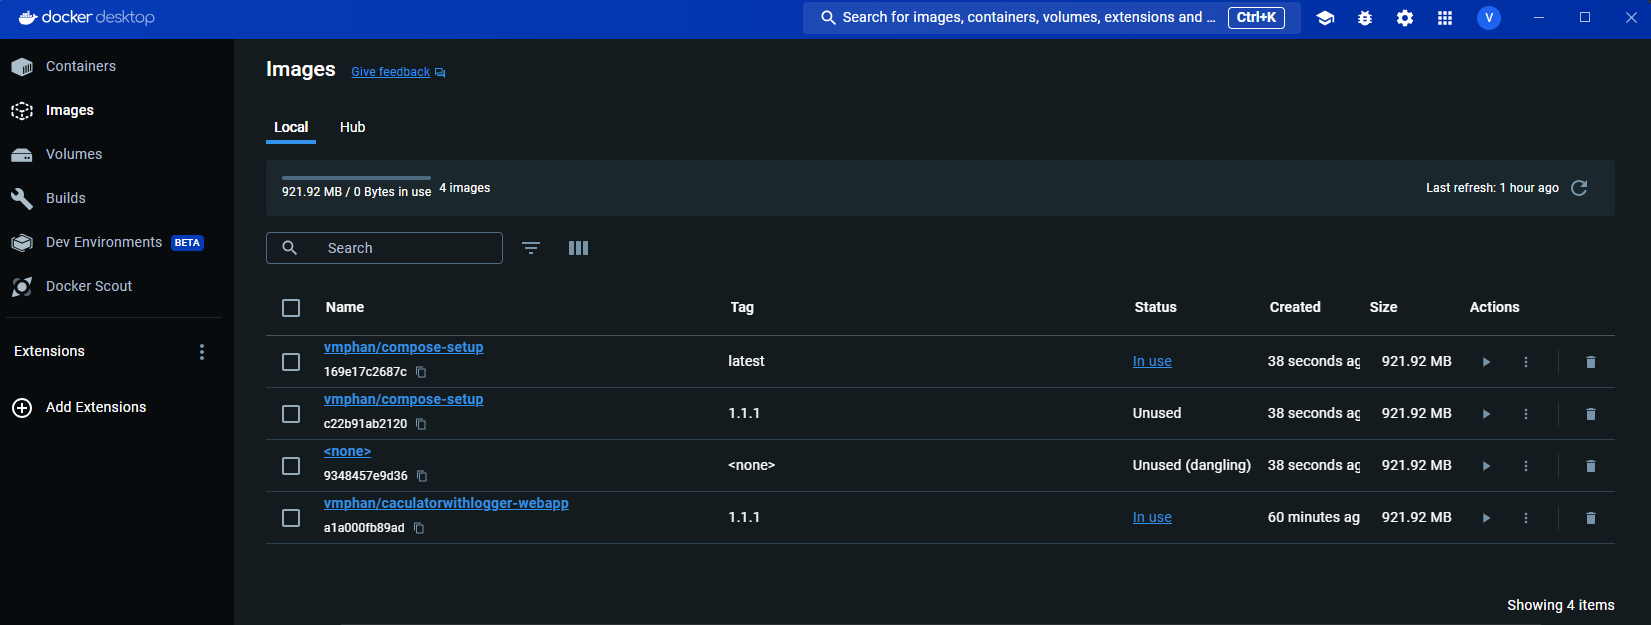 docker desktop
Search for images, containers, volumes, extensions and ... Ctrl+K
V
Containers
Images
Volumes
Builds
Dev Environments BETA
Docker Scout
Extensions
Add Extensions
Images Give feedback
Local Hub
921.92 MB / 0 Bytes in use 4 images
Last refresh: 1 hour ago
Search
Name Tag Status Created Size Actions
vmphan/compose-setup
169e17c2687c
latest In use 38 seconds ag 921.92 MB
vmphan/compose-setup
c22b91ab2120
1.1.1 Unused 38 seconds ag 921.92 MB
<none>
9348457e9d36
<none> Unused (dangling) 38 seconds ag 921.92 MB
vmphan/caculatorwithlogger-webapp
a1a000fb89ad
1.1.1 In use 60 minutes ag 921.92 MB
Showing 4 items